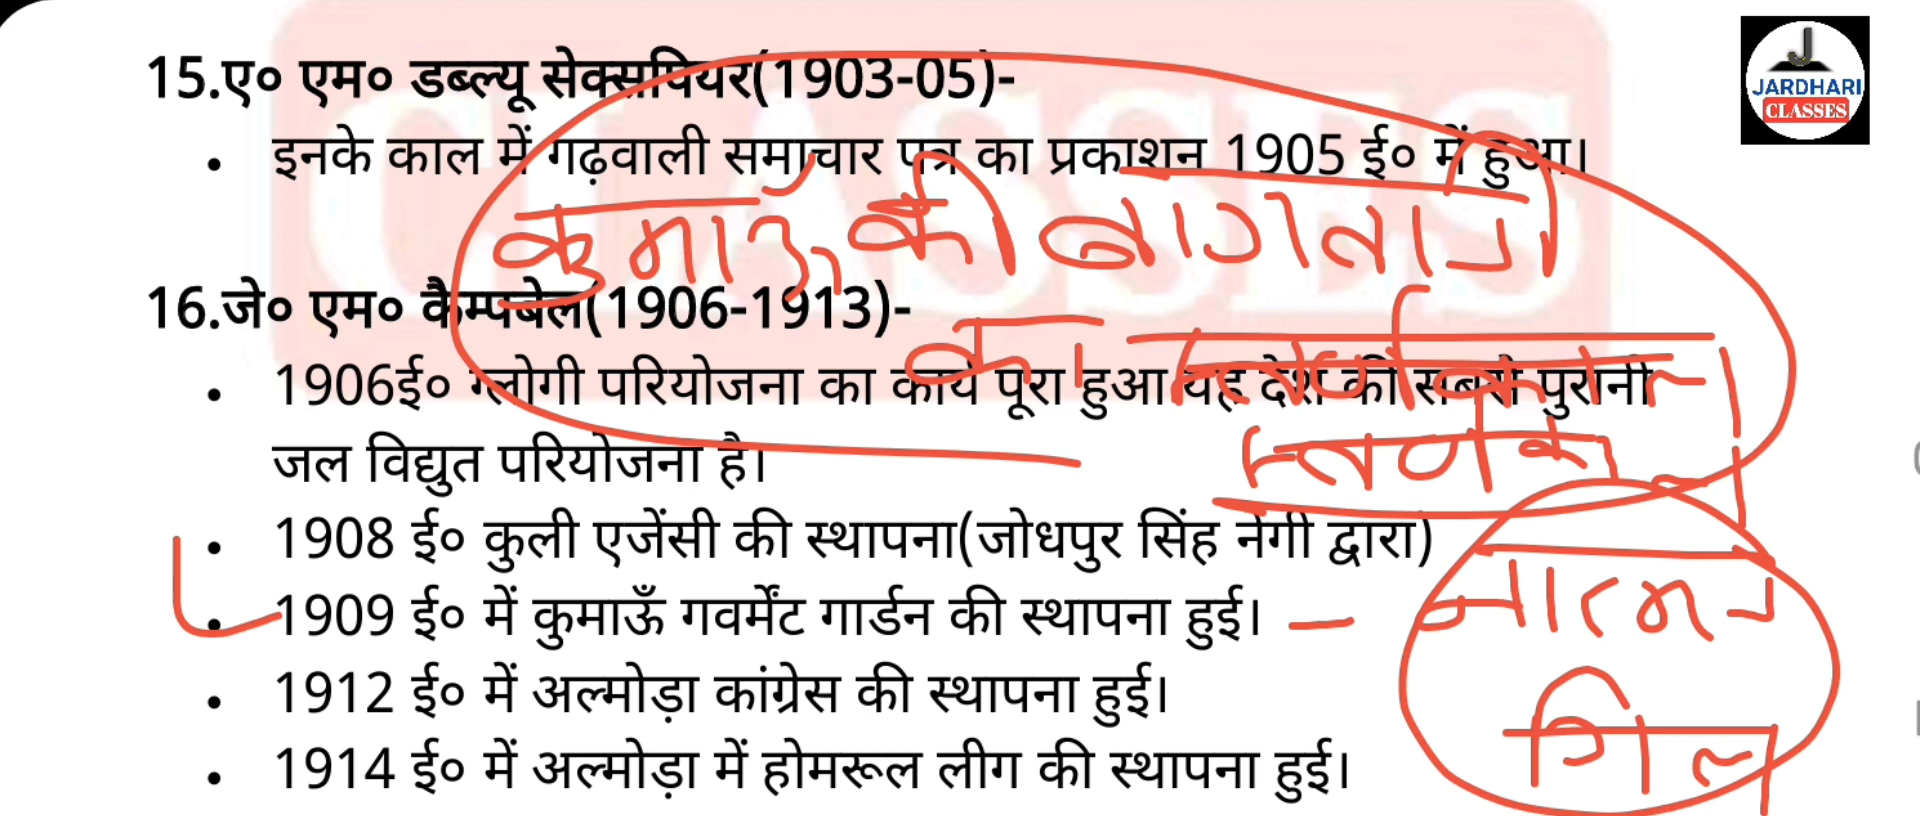 JARDHARI
CLASSES
15.ए० एम० डब्ल्यू सेक्सपियर(1903-05)-
• इनके काल में गढ़वाली समाचार पत्र का प्रकाशन 1905 ई० में हुआ।
कुमाऊँ की बागवानी
16.जे० एम० कैम्पबेल(1906-1913)-
का स्वर्णकाल
• 1906ई० ग्लोगी परियोजना का कार्य पूरा हुआ यह देश की सबसे पुरानी
जल विद्युत परियोजना है।
• 1908 ई० कुली एजेंसी की स्थापना(जोधपुर सिंह नेगी द्वारा)
• 1909 ई० में कुमाऊँ गवर्मेंट गार्डन की स्थापना हुई। - नारमन
• 1912 ई० में अल्मोड़ा कांग्रेस की स्थापना हुई।
गिल
• 1914 ई० में अल्मोड़ा में होमरूल लीग की स्थापना हुई।